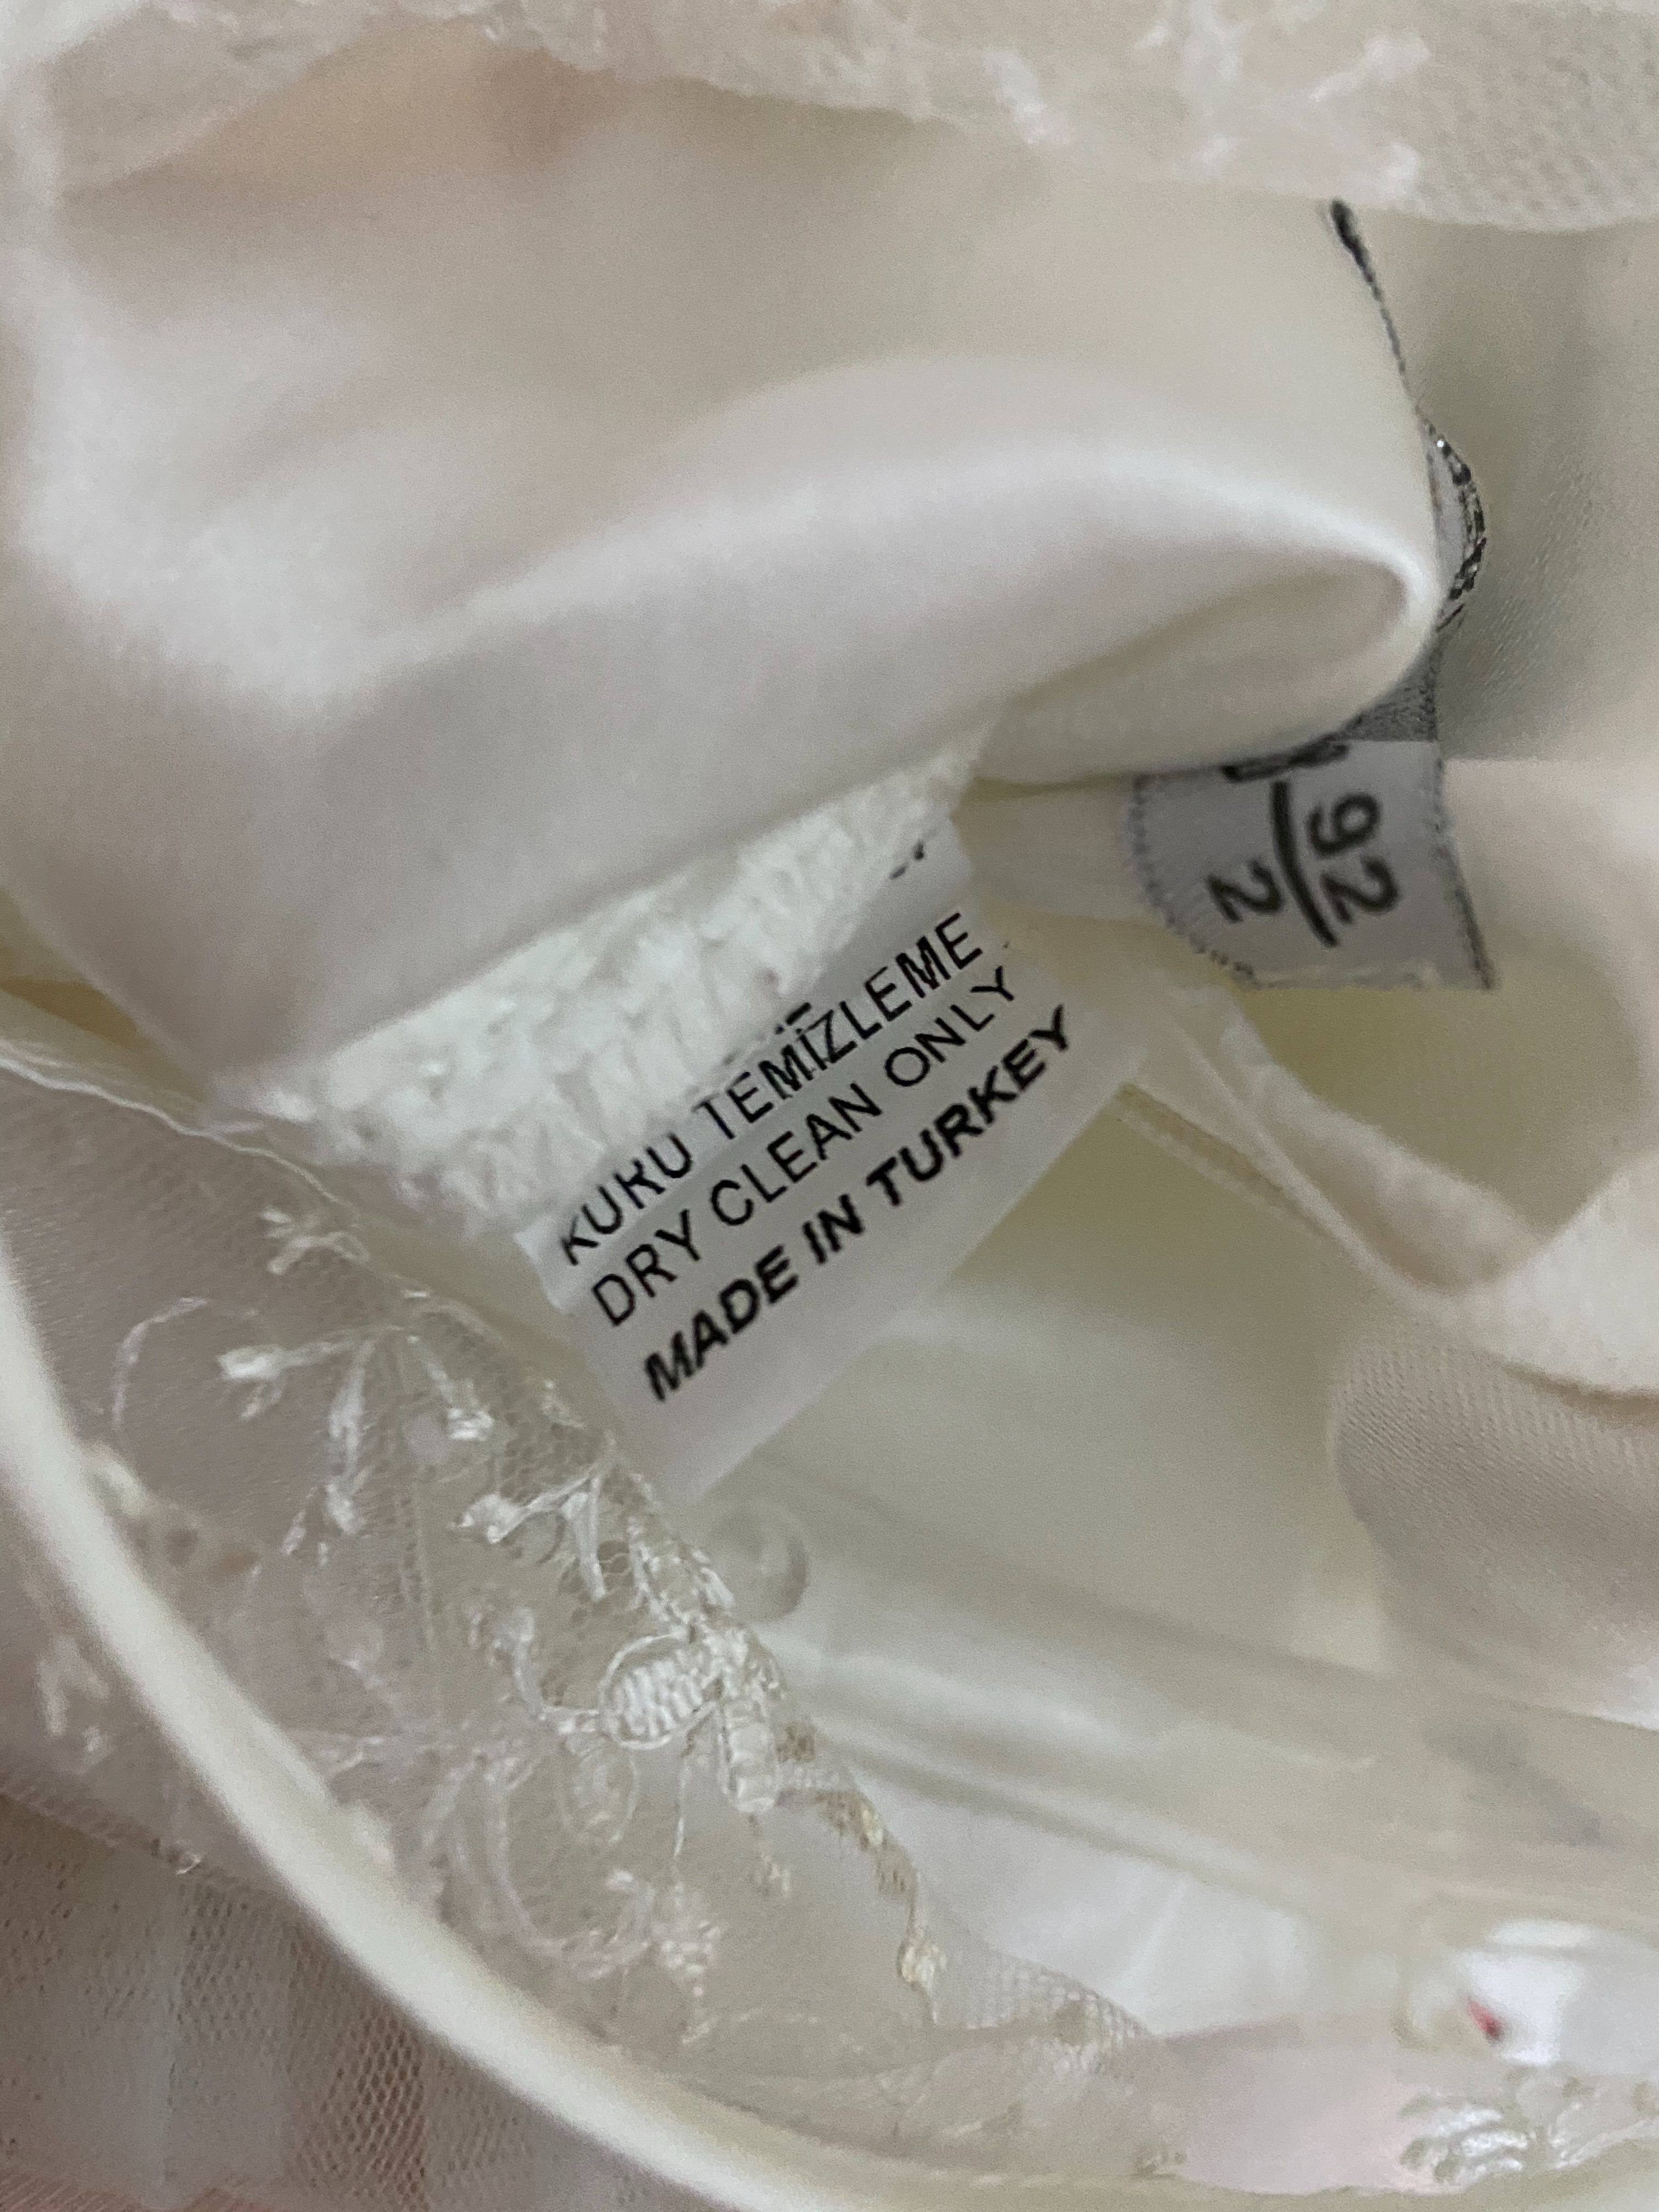 KURU TEMİZLEME
DRY CLEAN ONLY
MADE IN TURKEY
92
2